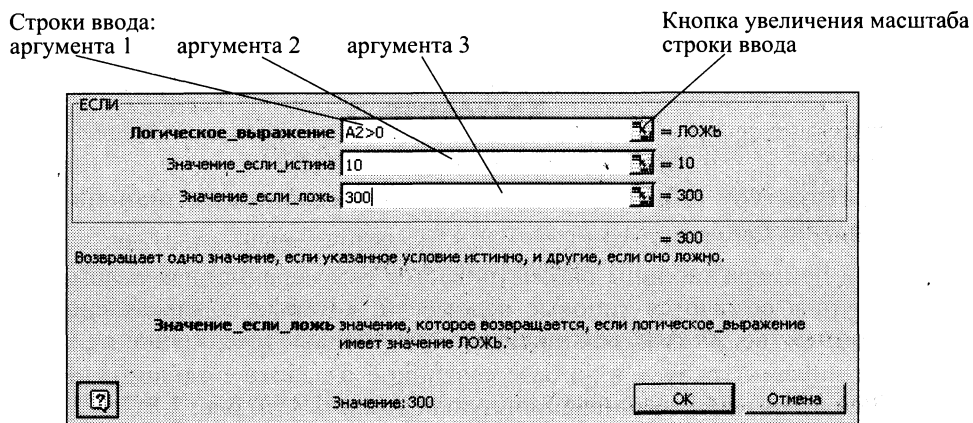 Строки ввода:
аргумента 1 аргумента 2 аргумента 3
Кнопка увеличения масштаба
строки ввода
ЕСЛИ
Логическое_выражение A2>0 = ЛОЖЬ
Значение_если_истина 10 = 10
Значение_если_ложь 300 = 300
= 300
Возвращает одно значение, если указанное условие истинно, и другие, если оно ложно.
Значение_если_ложь значение, которое возвращается, если логическое_выражение
имеет значение ЛОЖЬ.
? Значение: 300 ОК Отмена